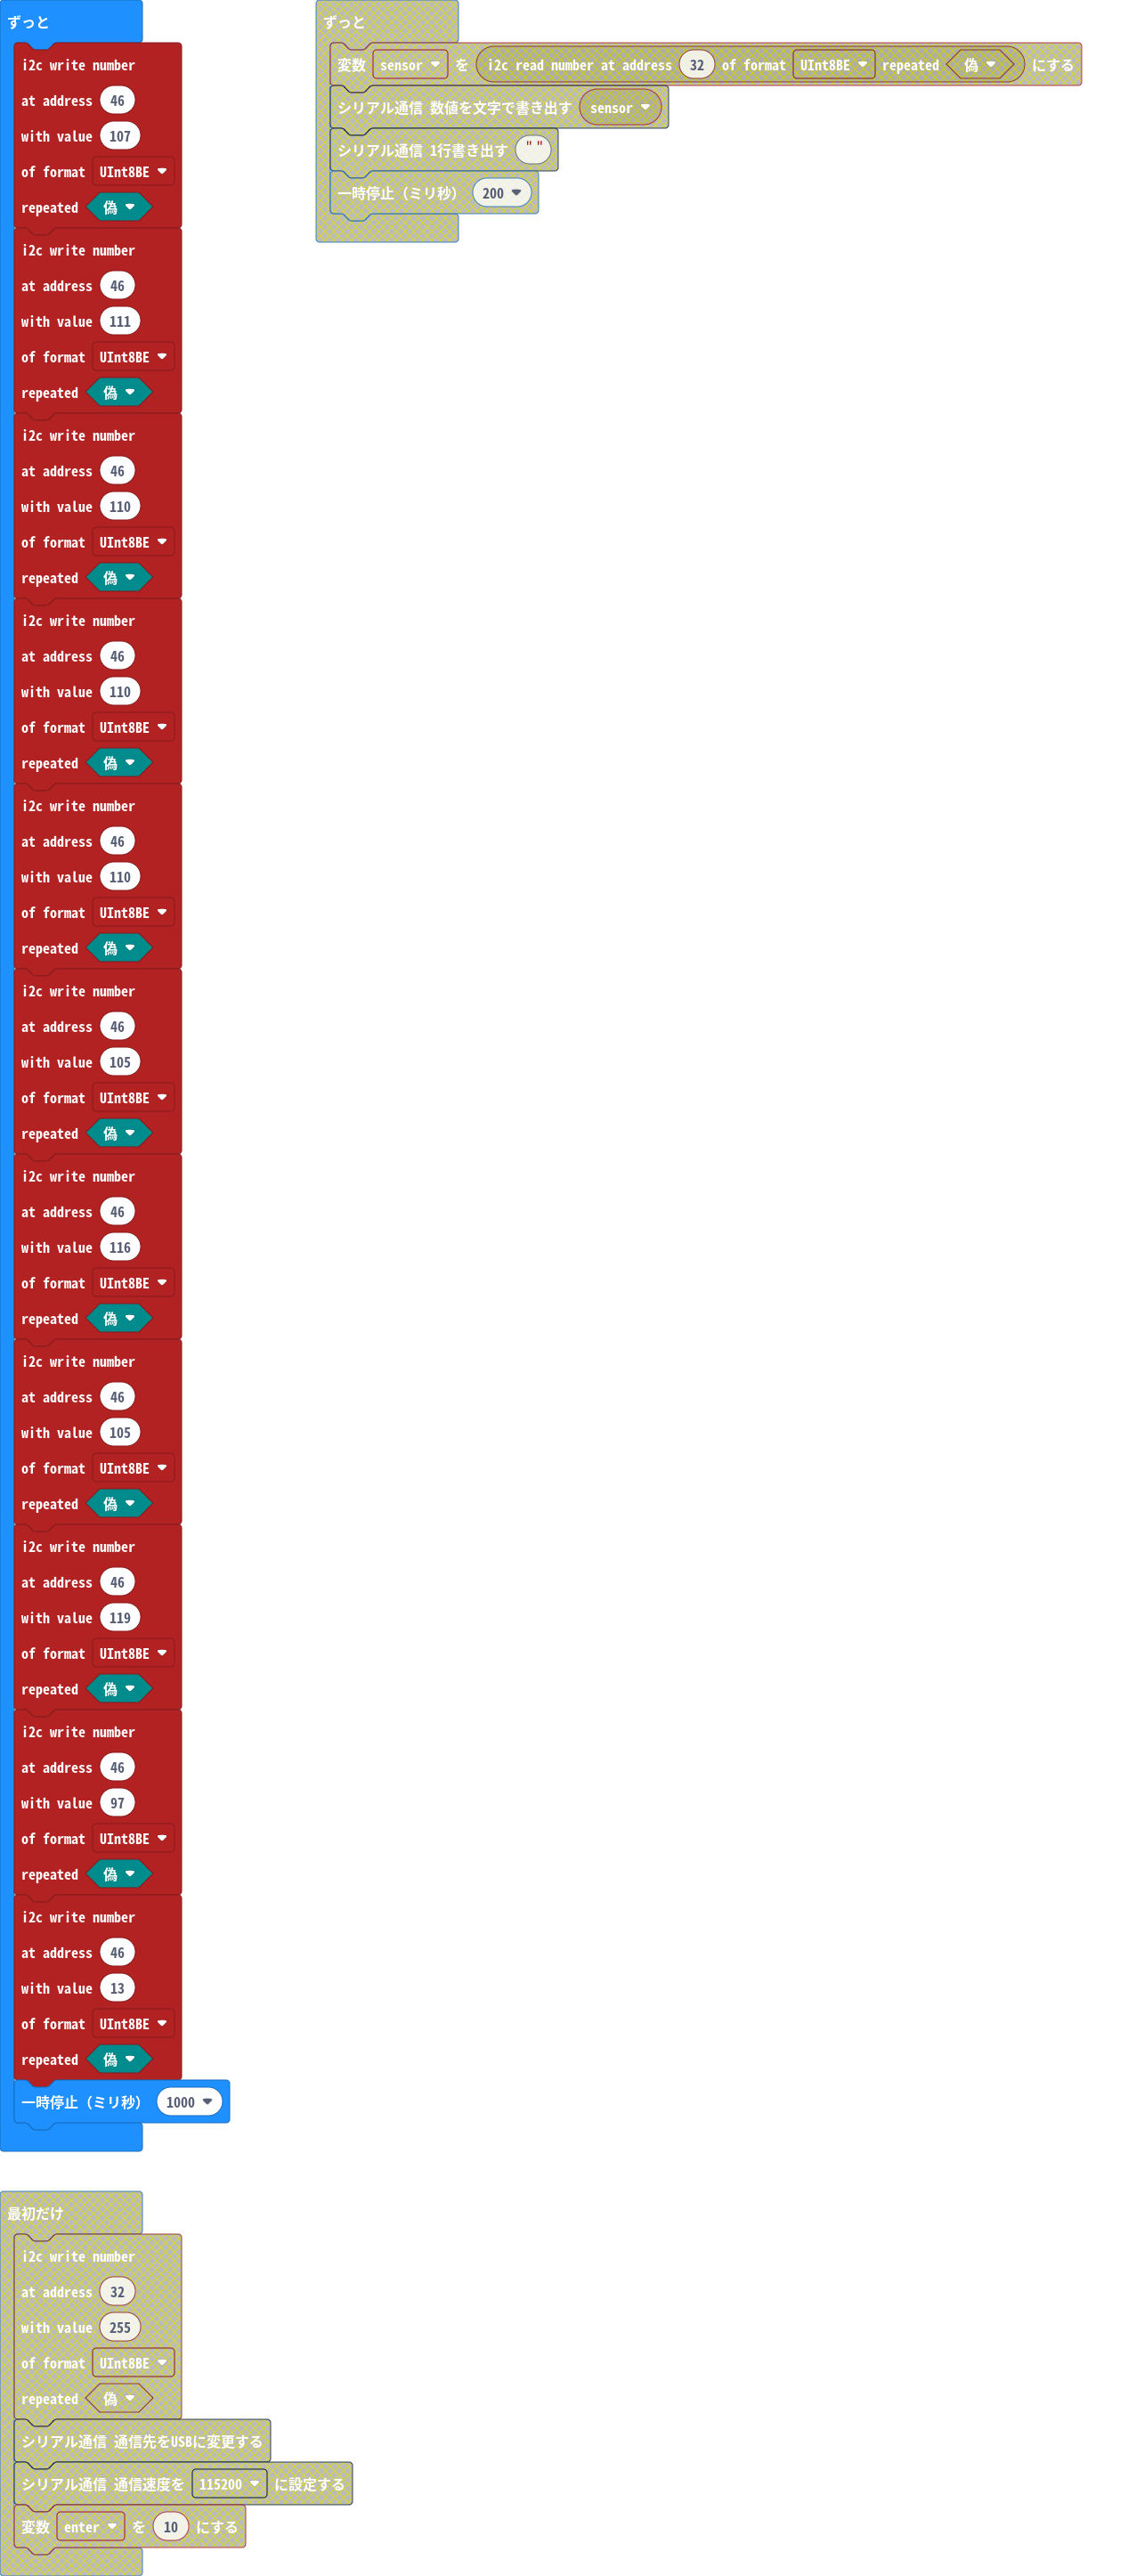 ずっと
i2c write number
at address 46
with value 107
of format UInt8BE
repeated 偽
i2c write number
at address 46
with value 111
of format UInt8BE
repeated 偽
i2c write number
at address 46
with value 110
of format UInt8BE
repeated 偽
i2c write number
at address 46
with value 110
of format UInt8BE
repeated 偽
i2c write number
at address 46
with value 110
of format UInt8BE
repeated 偽
i2c write number
at address 46
with value 105
of format UInt8BE
repeated 偽
i2c write number
at address 46
with value 116
of format UInt8BE
repeated 偽
i2c write number
at address 46
with value 105
of format UInt8BE
repeated 偽
i2c write number
at address 46
with value 119
of format UInt8BE
repeated 偽
i2c write number
at address 46
with value 97
of format UInt8BE
repeated 偽
i2c write number
at address 46
with value 13
of format UInt8BE
repeated 偽
一時停止（ミリ秒） 1000
ずっと
変数 sensor を i2c read number at address 32 of format UInt8BE repeated 偽 にする
シリアル通信 数値を文字で書き出す sensor
シリアル通信 1行書き出す " "
一時停止（ミリ秒） 200
最初だけ
i2c write number
at address 32
with value 255
of format UInt8BE
repeated 偽
シリアル通信 通信先をUSBに変更する
シリアル通信 通信速度を 115200 に設定する
変数 enter を 10 にする